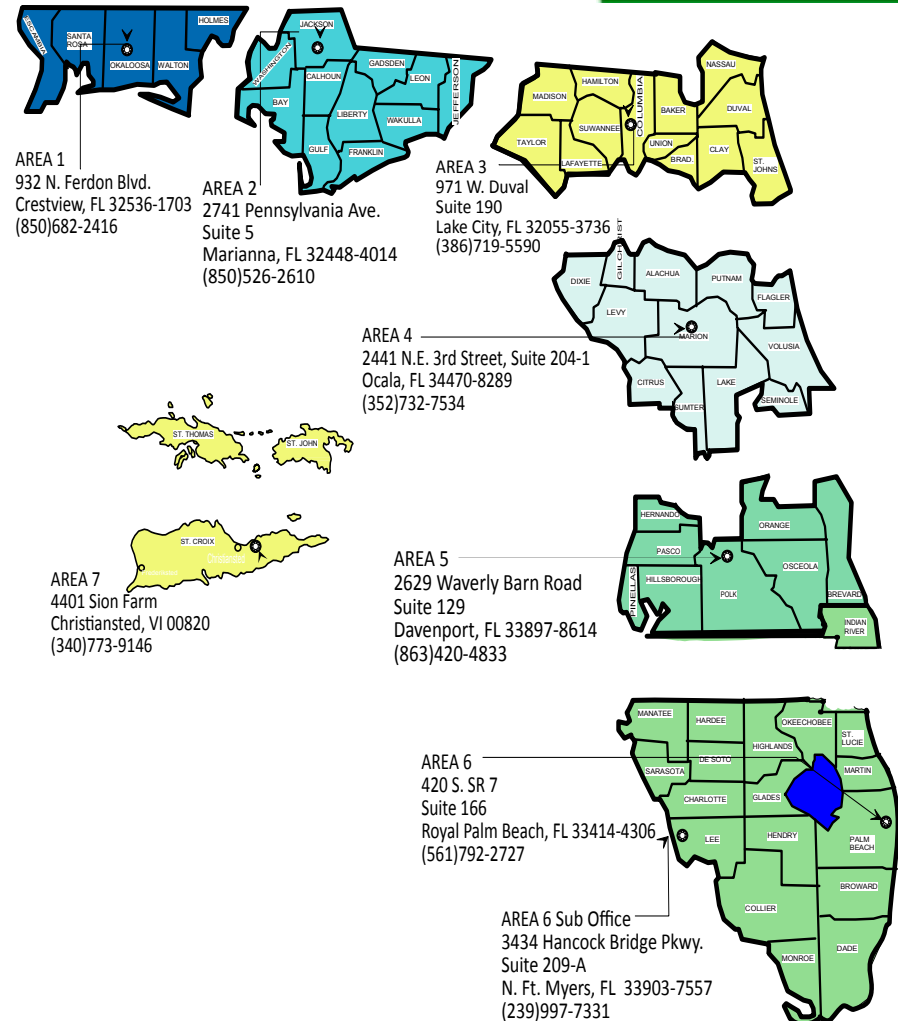 ESCAMBIA
SANTA
ROSA
OKALOOSA
WALTON
HOLMES
AREA 1
932 N. Ferdon Blvd.
Crestview, FL 32536-1703
(850)682-2416
JACKSON
WASHINGTON
BAY
CALHOUN
GULF
LIBERTY
FRANKLIN
GADSDEN
LEON
WAKULLA
JEFFERSON
AREA 2
2741 Pennsylvania Ave.
Suite 5
Marianna, FL 32448-4014
(850)526-2610
MADISON
HAMILTON
TAYLOR
SUWANNEE
LAFAYETTE
COLUMBIA
BAKER
UNION
BRAD.
NASSAU
DUVAL
CLAY
ST.
JOHNS
AREA 3
971 W. Duval
Suite 190
Lake City, FL 32055-3736
(386)719-5590
DIXIE
GILCHRIST
ALACHUA
PUTNAM
FLAGLER
LEVY
MARION
VOLUSIA
CITRUS
SUMTER
LAKE
SEMINOLE
AREA 4
2441 N.E. 3rd Street, Suite 204-1
Ocala, FL 34470-8289
(352)732-7534
ST. THOMAS
ST. JOHN
ST. CROIX
Christiansted
AREA 7
4401 Sion Farm
Christiansted, VI 00820
(340)773-9146
HERNANDO
PASCO
PINELLAS
HILLSBOROUGH
POLK
ORANGE
OSCEOLA
BREVARD
INDIAN
RIVER
AREA 5
2629 Waverly Barn Road
Suite 129
Davenport, FL 33897-8614
(863)420-4833
MANATEE
HARDEE
OKEECHOBEE
ST.
LUCIE
HIGHLANDS
SARASOTA
DE SOTO
MARTIN
CHARLOTTE
GLADES
LEE
HENDRY
PALM
BEACH
BROWARD
COLLIER
MONROE
DADE
AREA 6
420 S. SR 7
Suite 166
Royal Palm Beach, FL 33414-4306
(561)792-2727
AREA 6 Sub Office
3434 Hancock Bridge Pkwy.
Suite 209-A
N. Ft. Myers, FL 33903-7557
(239)997-7331